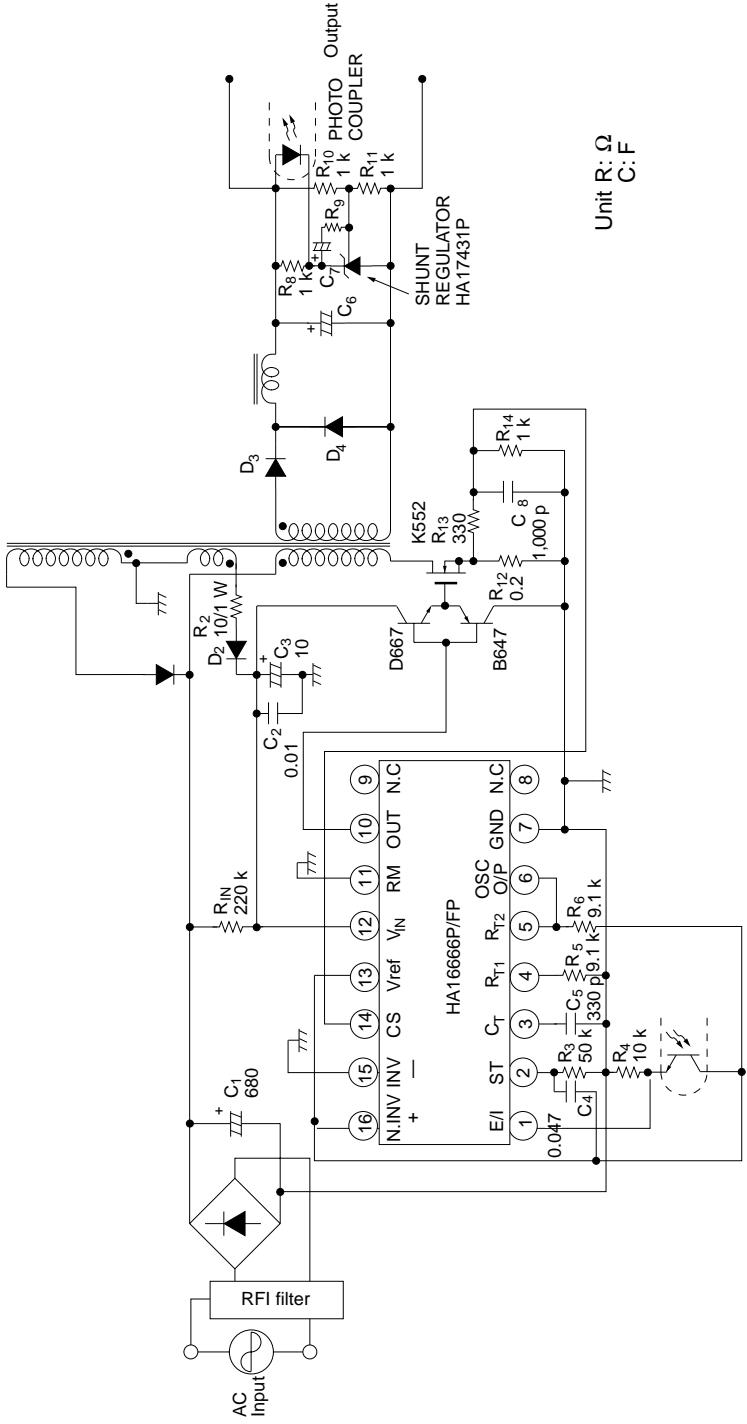 AC
Input
RFI filter
C1
680
+
RIN
220 k
R2
10/1 W
D2
C2
0.01
+
C3
10
D3
D4
+
C6
R8
1 k
+
C7
R9
R10
1 k
R11
1 k
PHOTO
COUPLER
Output
SHUNT
REGULATOR
HA17431P
D667
B647
K552
R13
330
R12
0.2
C8
1,000 p
R14
1 k
16
15
14
13
12
11
10
9
N.INV
+
INV
—
CS
Vref
VIN
RM
OUT
N.C
HA16666P/FP
E/I
ST
CT
RT1
RT2
OSC
O/P
GND
N.C
1
2
3
4
5
6
7
8
0.047
C4
R3
50 k
R4
10 k
C5
330 p
R5
9.1 k
R6
9.1 k
Unit R: Ω
C: F